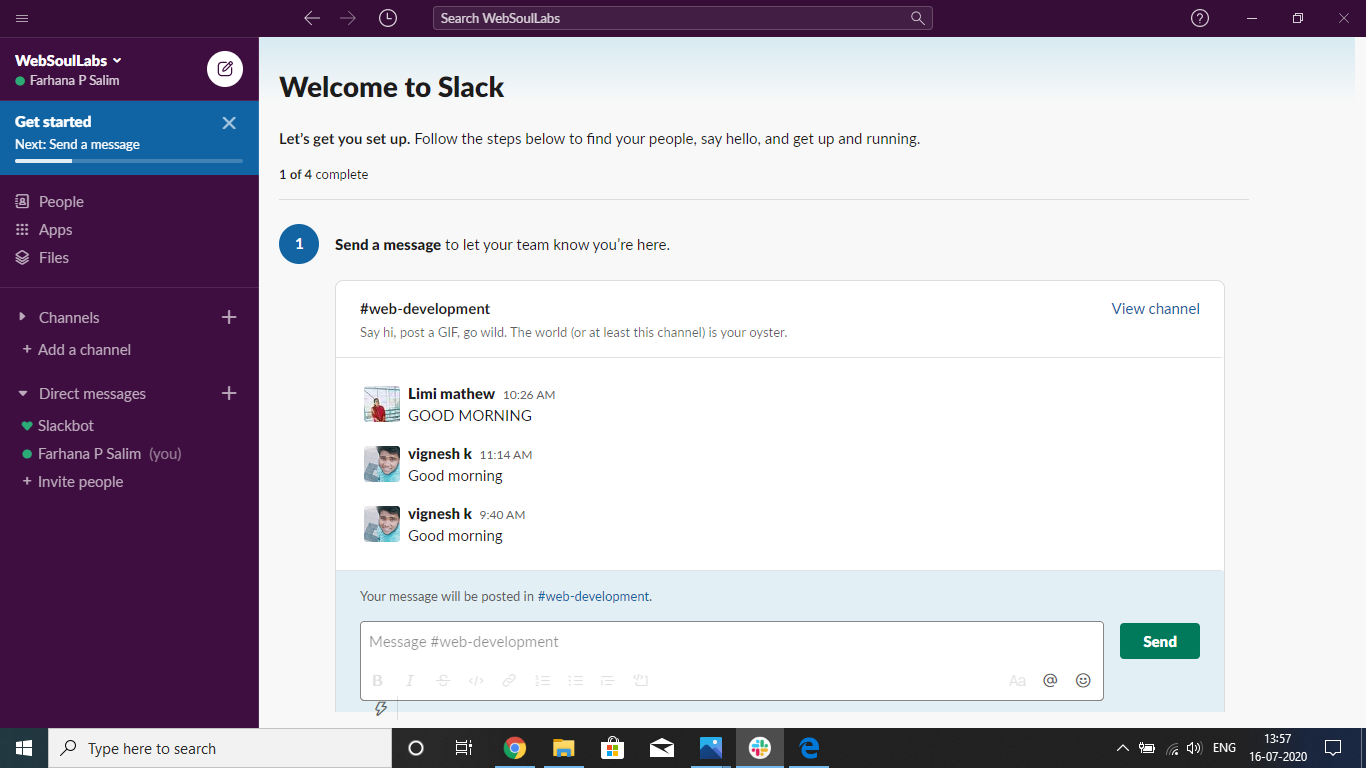 Search WebSoulLabs
WebSoulLabs
Farhana P Salim
Get started
Next: Send a message
People
Apps
Files
Channels
+ Add a channel
Direct messages
Slackbot
Farhana P Salim (you)
+ Invite people
Welcome to Slack
Let's get you set up. Follow the steps below to find your people, say hello, and get up and running.
1 of 4 complete
1 Send a message to let your team know you're here.
#web-development
View channel
Say hi, post a GIF, go wild. The world (or at least this channel) is your oyster.
Limi mathew 10:26 AM
GOOD MORNING
vignesh k 11:14 AM
Good morning
vignesh k 9:40 AM
Good morning
Your message will be posted in #web-development.
Message #web-development
Send
B I S </> Aa @
Type here to search
ENG
13:57
16-07-2020